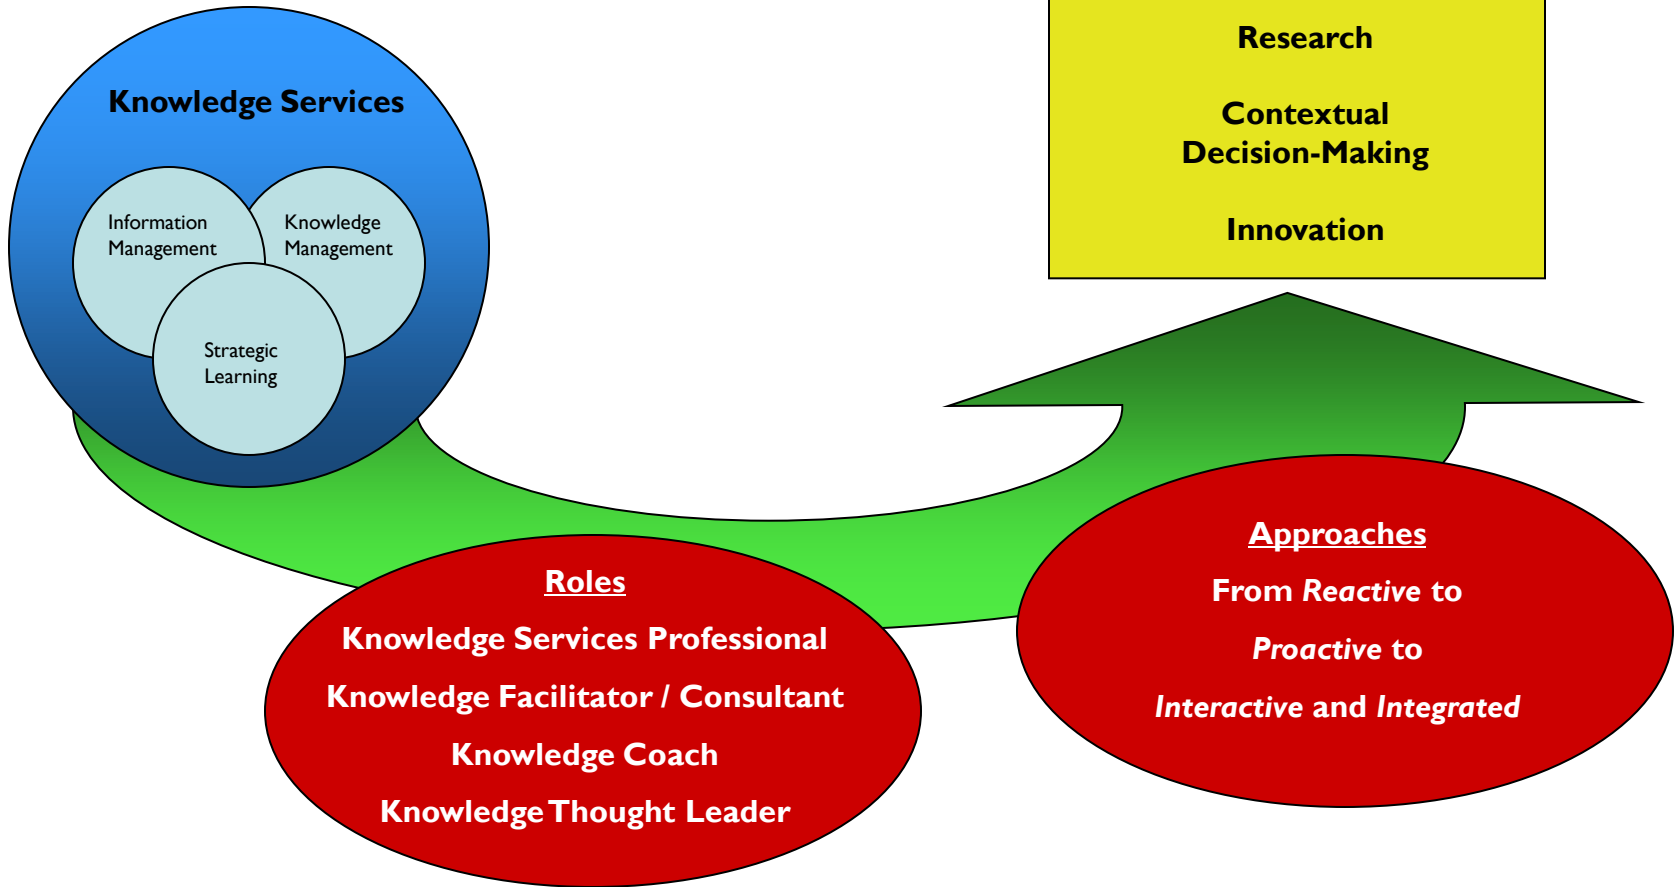 Knowledge Services
Information
Management
Knowledge
Management
Strategic
Learning
Research
Contextual
Decision-Making
Innovation
Roles
Knowledge Services Professional
Knowledge Facilitator / Consultant
Knowledge Coach
Knowledge Thought Leader
Approaches
From Reactive to
Proactive to
Interactive and Integrated